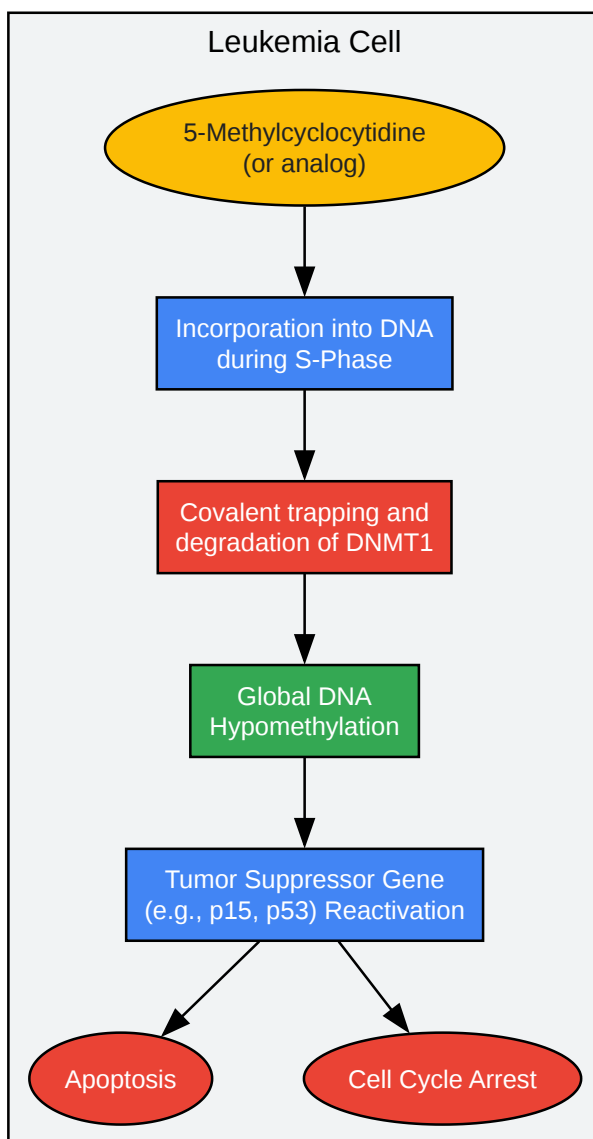 Leukemia Cell
5-Methylcyclocytidine
(or analog)
Incorporation into DNA
during S-Phase
Covalent trapping and
degradation of DNMT1
Global DNA
Hypomethylation
Tumor Suppressor Gene
(e.g., p15, p53) Reactivation
Apoptosis
Cell Cycle Arrest